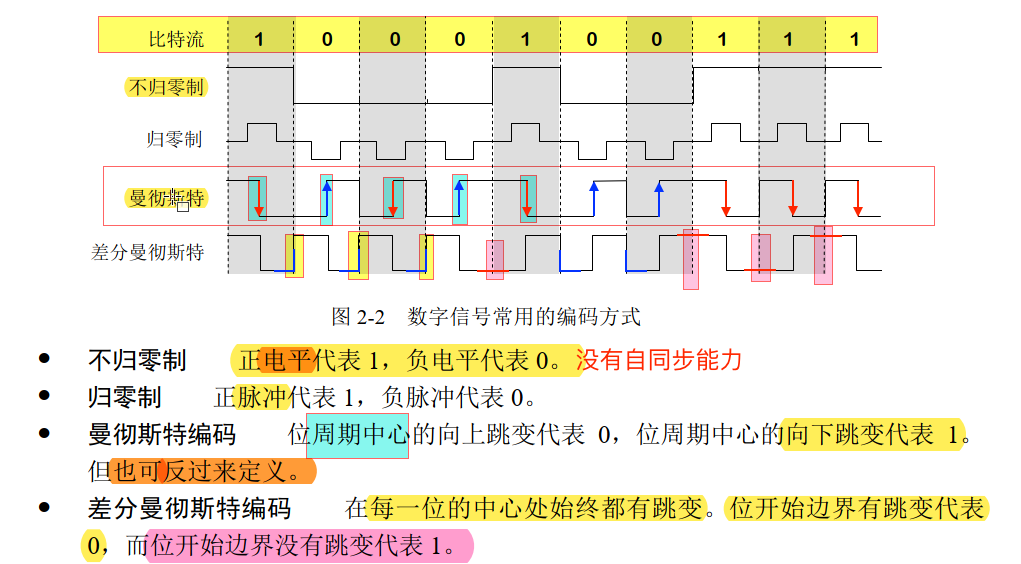 比特流 1 0 0 0 1 0 0 1 1 1
不归零制
归零制
曼彻斯特
差分曼彻斯特
图 2-2 数字信号常用的编码方式
● 不归零制 正电平代表 1，负电平代表 0。没有自同步能力
● 归零制 正脉冲代表 1，负脉冲代表 0。
● 曼彻斯特编码 位周期中心的向上跳变代表 0，位周期中心的向下跳变代表 1。
但也可反过来定义。
● 差分曼彻斯特编码 在每一位的中心处始终都有跳变。位开始边界有跳变代表
0，而位开始边界没有跳变代表 1。